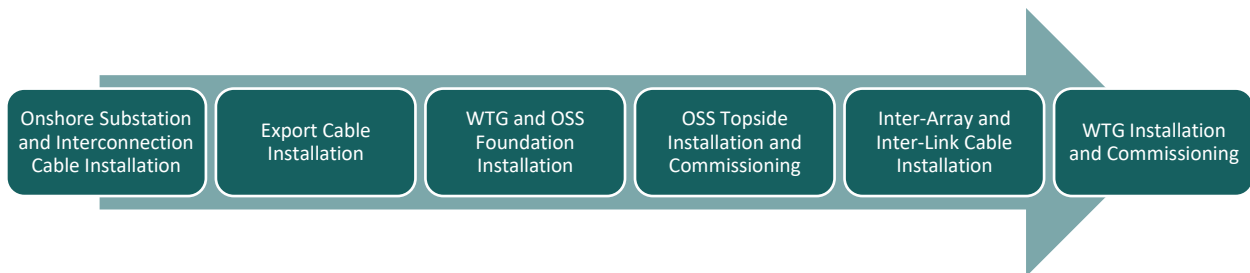 Onshore Substation
and Interconnection
Cable Installation
Export Cable
Installation
WTG and OSS
Foundation
Installation
OSS Topside
Installation and
Commissioning
Inter-Array and
Inter-Link Cable
Installation
WTG Installation
and Commissioning